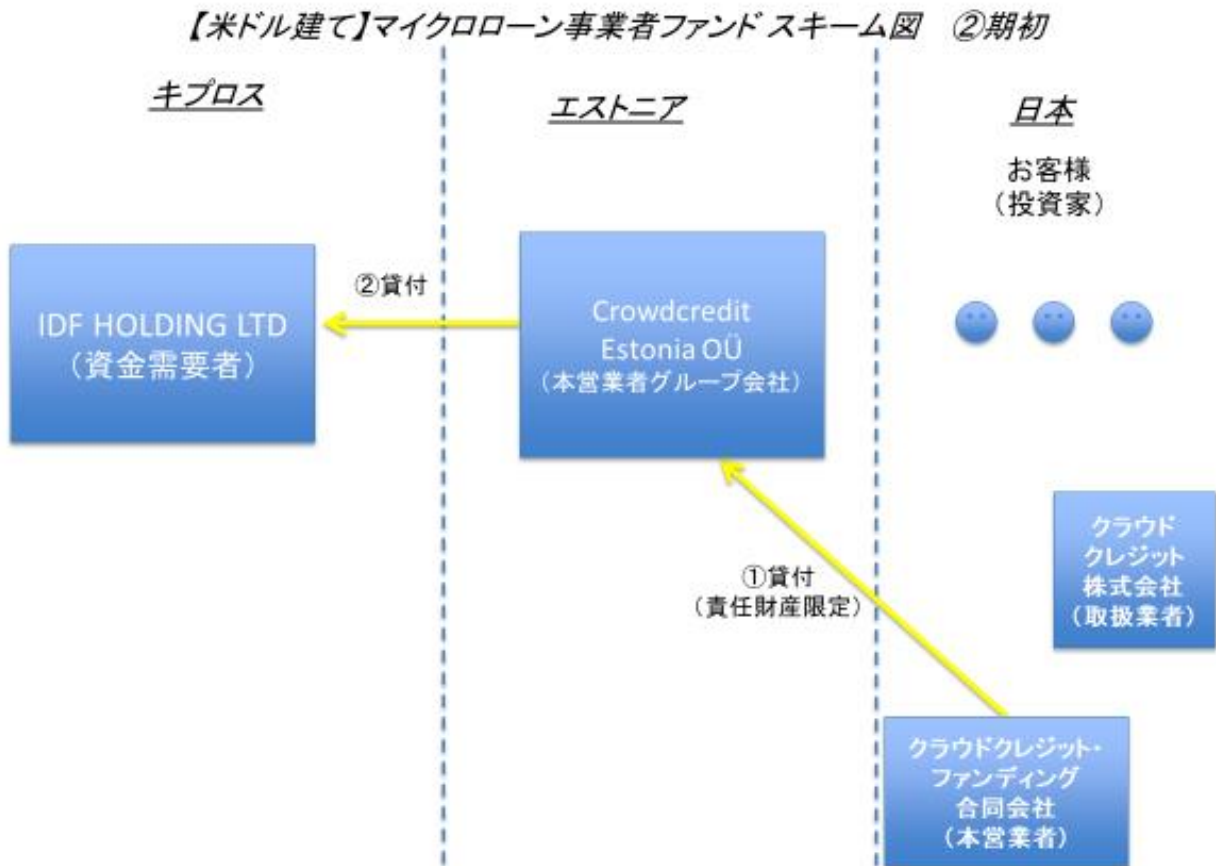 【米ドル建て】マイクロローン事業者ファンド スキーム図　②期初
キプロス
エストニア
日本
お客様
（投資家）
IDF HOLDING LTD
（資金需要者）
②貸付
Crowdcredit
Estonia OÜ
（本営業者グループ会社）
①貸付
（責任財産限定）
クラウド
クレジット
株式会社
（取扱業者）
クラウドクレジット・
ファンディング
合同会社
（本営業者）